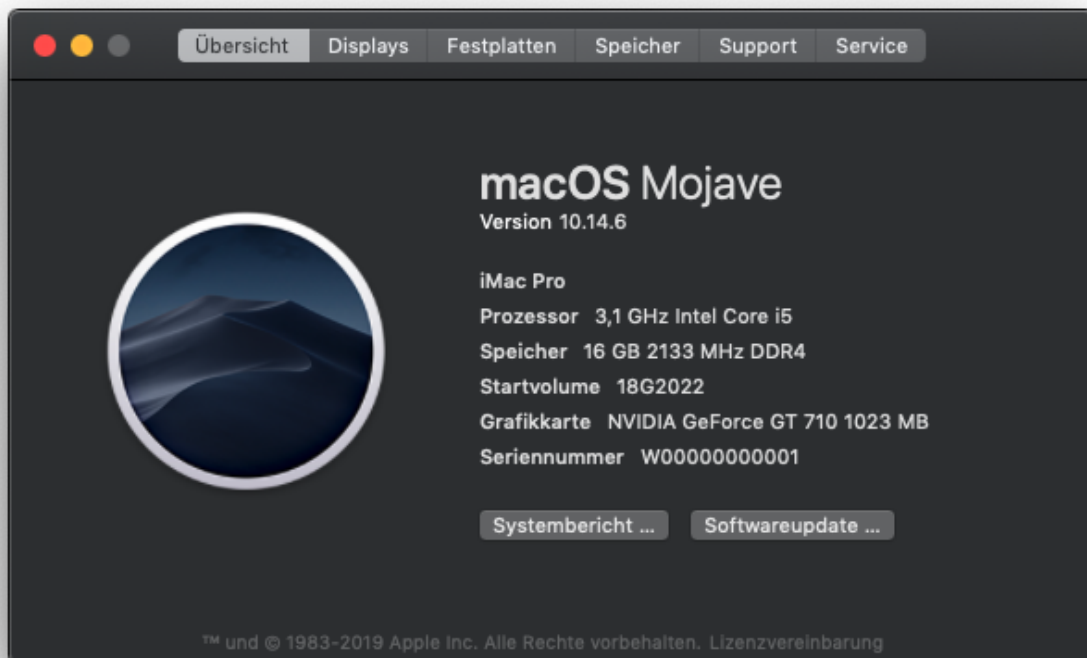 Übersicht Displays Festplatten Speicher Support Service
macOS Mojave
Version 10.14.6
iMac Pro
Prozessor 3,1 GHz Intel Core i5
Speicher 16 GB 2133 MHz DDR4
Startvolume 18G2022
Grafikkarte NVIDIA GeForce GT 710 1023 MB
Seriennummer W00000000001
Systembericht ... Softwareupdate ...
™ und © 1983-2019 Apple Inc. Alle Rechte vorbehalten. Lizenzvereinbarung